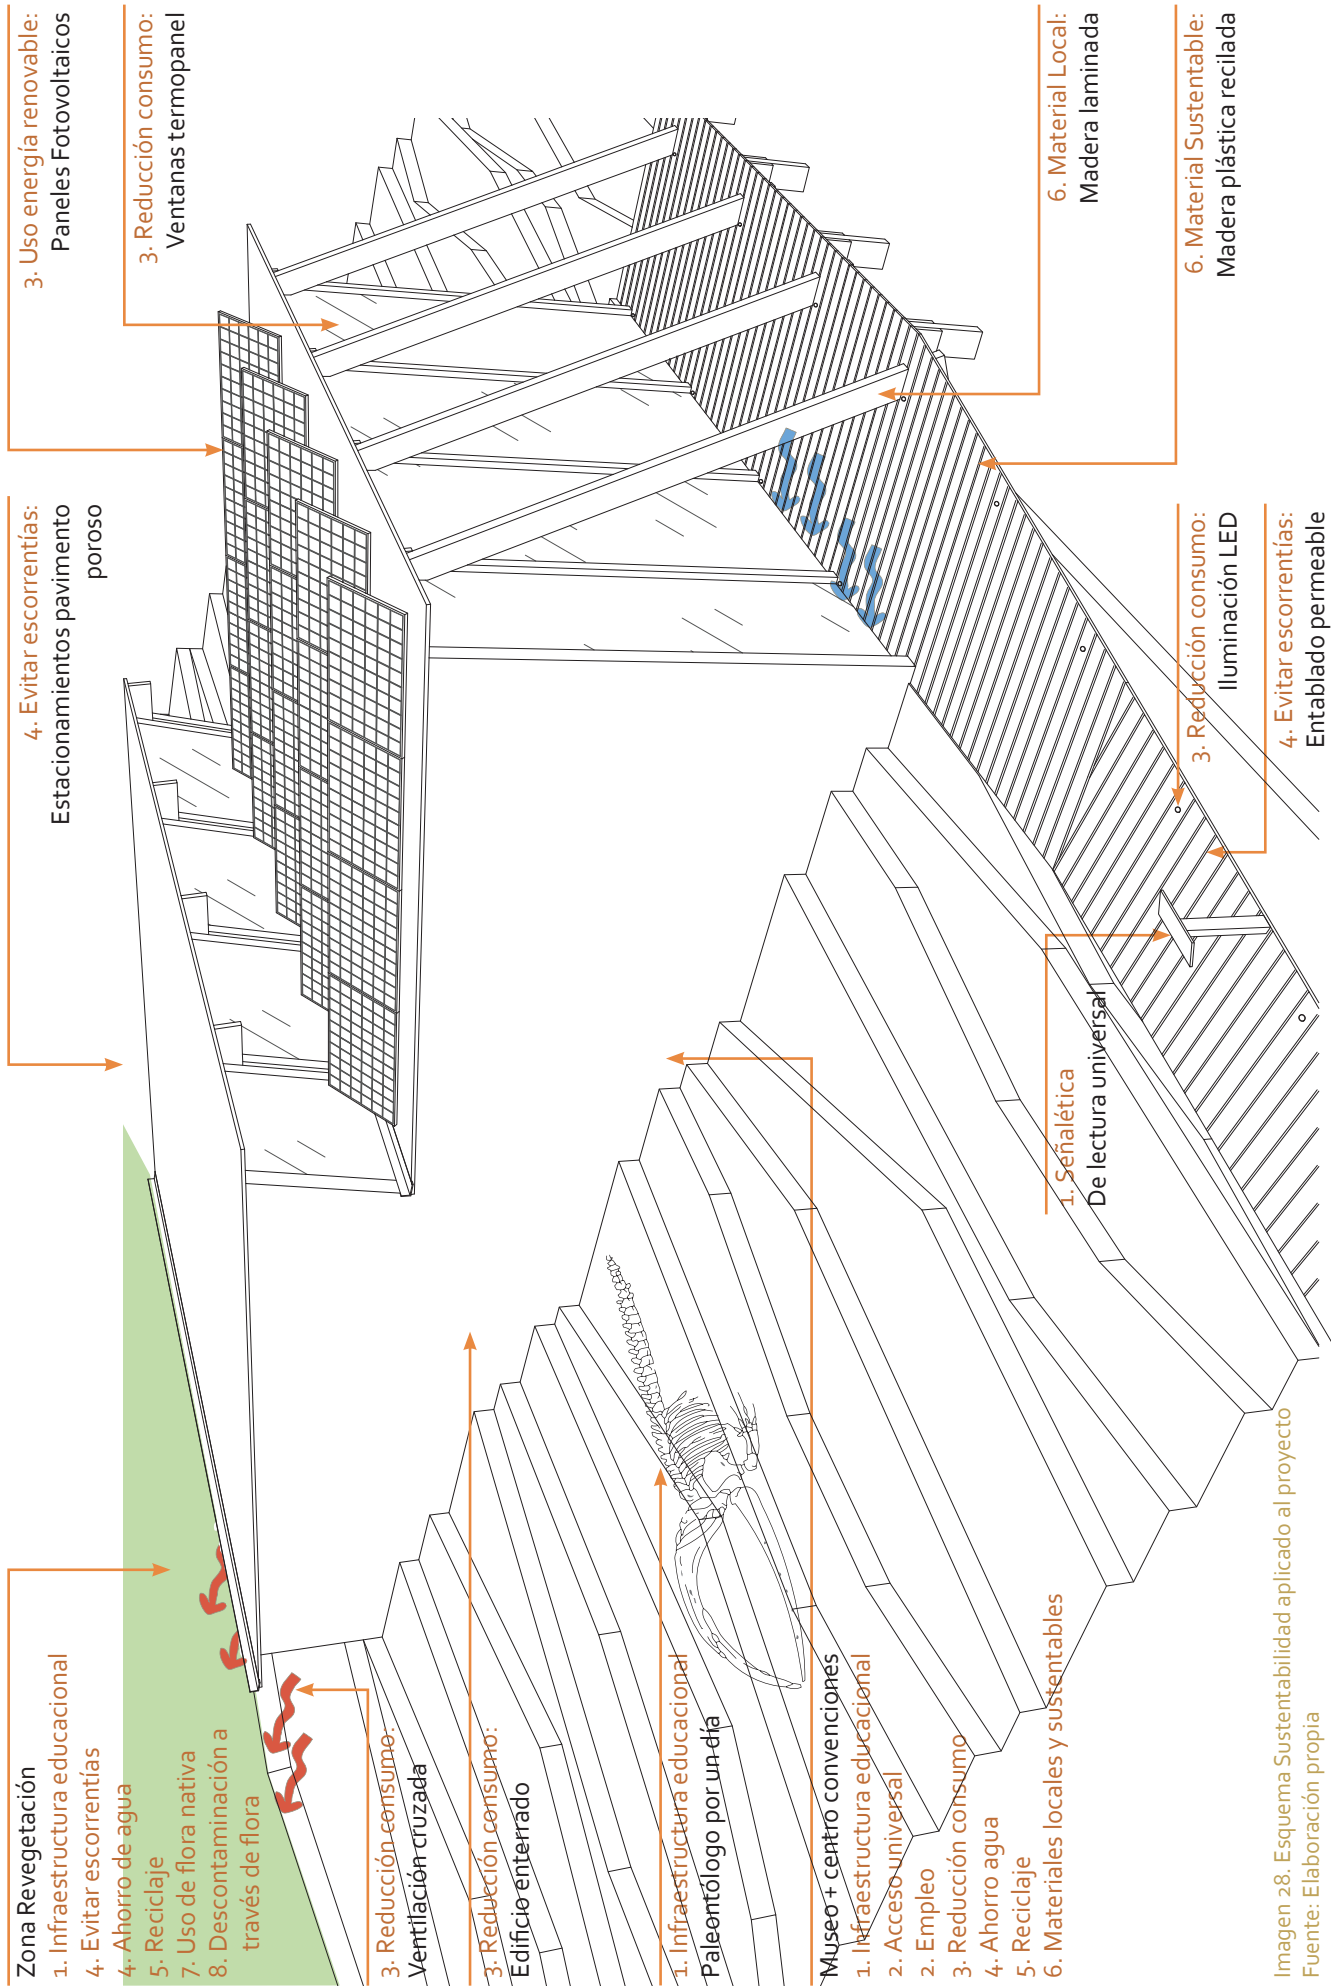 Zona Revegetación
1. Infraestructura educacional
4. Evitar escorrentías
4. Ahorro de agua
5. Reciclaje
7. Uso de flora nativa
8. Descontaminación a
través de flora
4. Evitar escorrentías:
Estacionamientos pavimento
poroso
3. Uso energía renovable:
Paneles Fotovoltaicos
3. Reducción consumo:
Ventanas termopanel
3. Reducción consumo:
Ventilación cruzada
3. Reducción consumo:
Edificio enterrado
1. Infraestructura educacional
Paleontólogo por un día
Museo + centro convenciones
1. Infraestructura educacional
2. Acceso universal
2. Empleo
3. Reducción consumo
4. Ahorro agua
5. Reciclaje
6. Materiales locales y sustentables
1. Señalética
De lectura universal
3. Reducción consumo:
Iluminación LED
4. Evitar escorrentías:
Entablado permeable
6. Material Local:
Madera laminada
6. Material Sustentable:
Madera plástica recilada
Imagen 28. Esquema Sustentabilidad aplicado al proyecto
Fuente: Elaboración propia